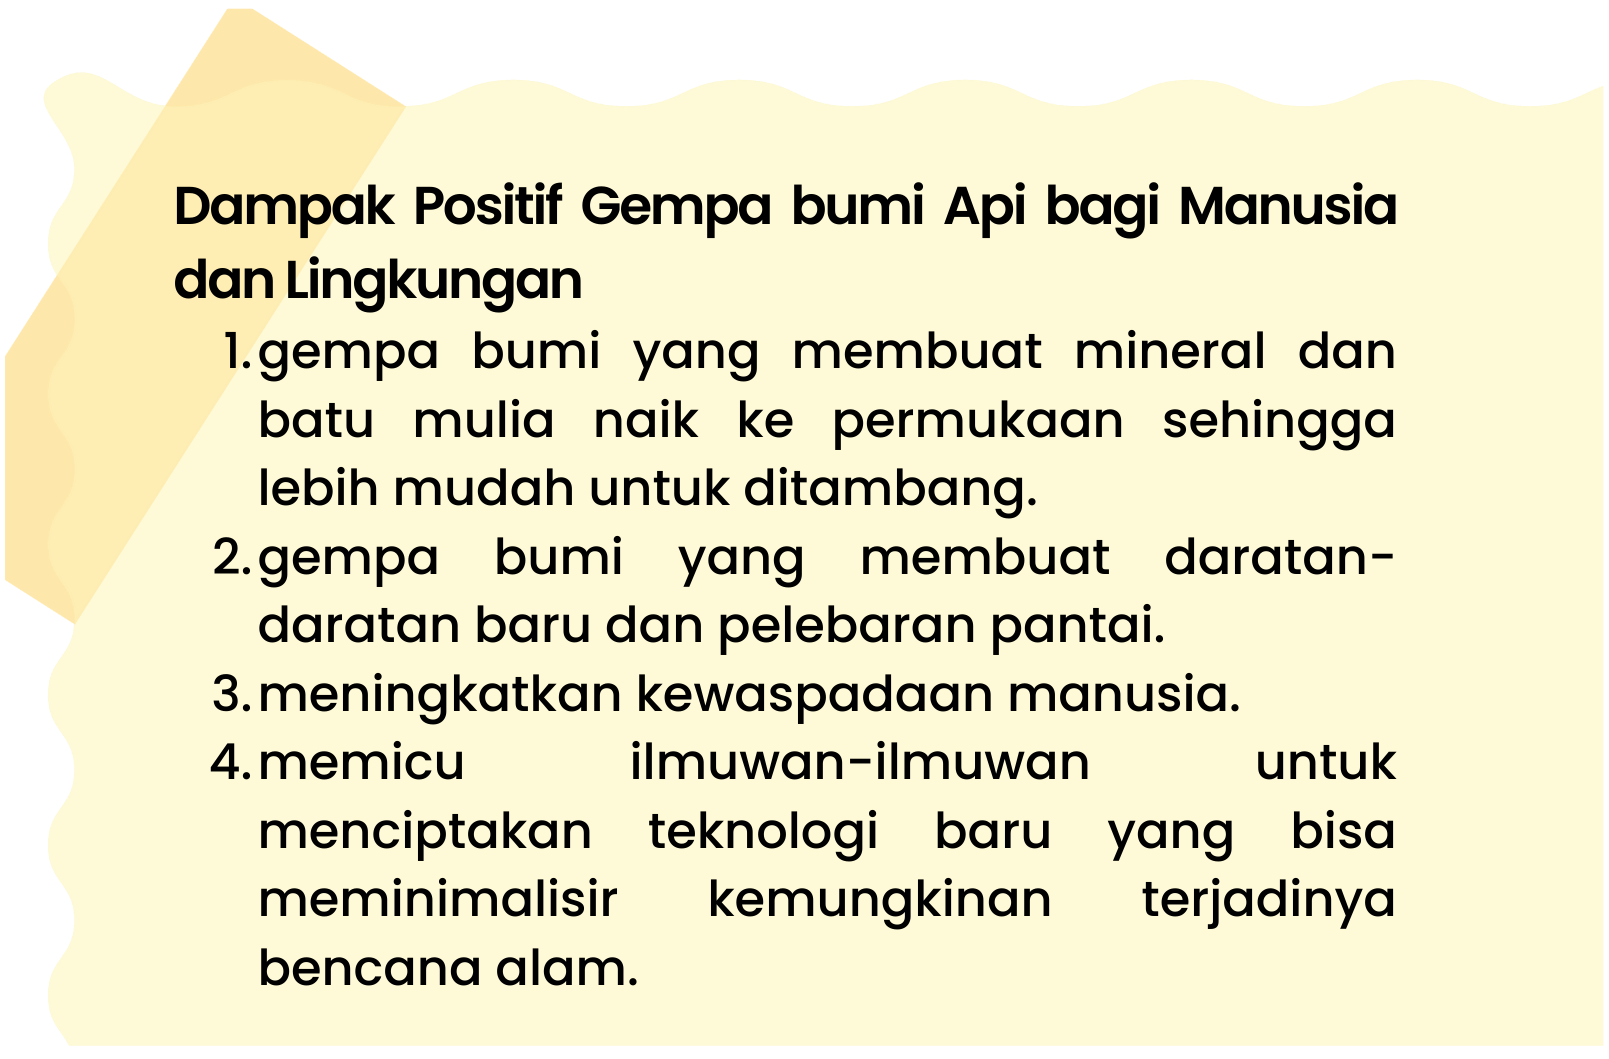 Dampak Positif Gempa bumi Api bagi Manusia
dan Lingkungan
1. gempa bumi yang membuat mineral dan
batu mulia naik ke permukaan sehingga
lebih mudah untuk ditambang.
2. gempa bumi yang membuat daratan-
daratan baru dan pelebaran pantai.
3. meningkatkan kewaspadaan manusia.
4. memicu ilmuwan-ilmuwan untuk
menciptakan teknologi baru yang bisa
meminimalisir kemungkinan terjadinya
bencana alam.